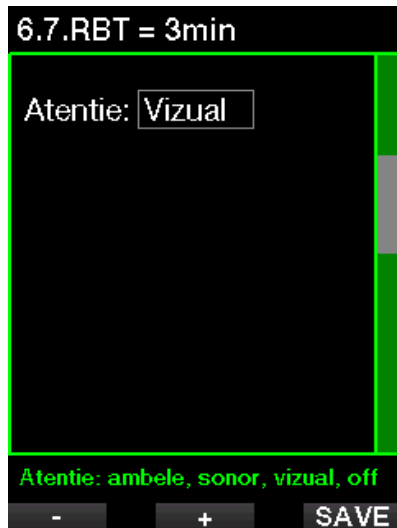 6.7.RBT = 3min
Atentie: Vizual
Atentie: ambele, sonor, vizual, off
- + SAVE